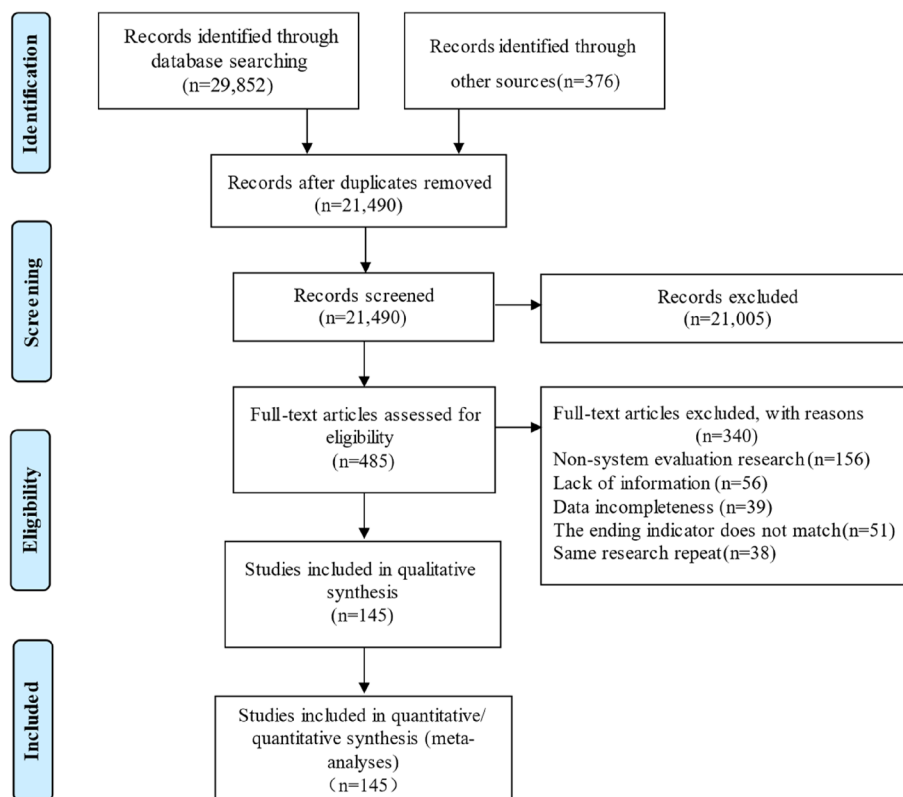 Identification
Records identified through
database searching
(n=29,852)
Records identified through
other sources(n=376)
Records after duplicates removed
(n=21,490)
Screening
Records screened
(n=21,490)
Records excluded
(n=21,005)
Eligibility
Full-text articles assessed for
eligibility
(n=485)
Full-text articles excluded, with reasons
(n=340)
Non-system evaluation research(n=156)
Lack of information (n=56)
Data incompleteness (n=39)
The ending indicator does not match(n=51)
Same research repeat(n=38)
Studies included in qualitative
synthesis
(n=145)
Included
Studies included in quantitative/
quantitative synthesis (meta-
analyses)
（n=145）